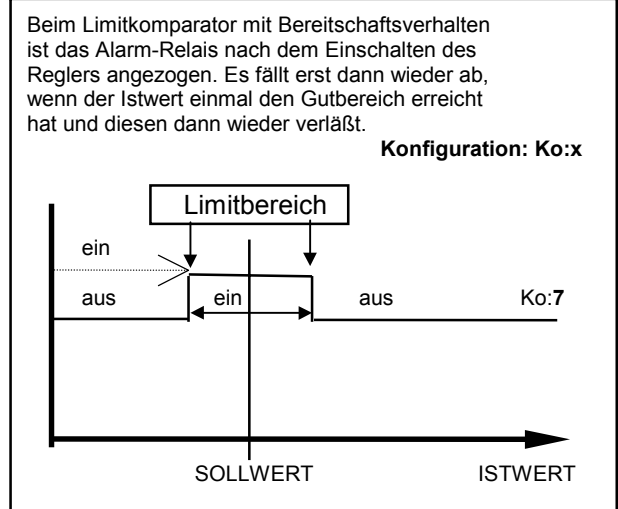 Beim Limitkomparator mit Bereitschaftsverhalten
ist das Alarm-Relais nach dem Einschalten des
Reglers angezogen. Es fällt erst dann wieder ab,
wenn der Istwert einmal den Gutbereich erreicht
hat und diesen dann wieder verläßt.
Konfiguration: Ko:x
Limitbereich
ein
aus ein aus Ko:7
SOLLWERT ISTWERT